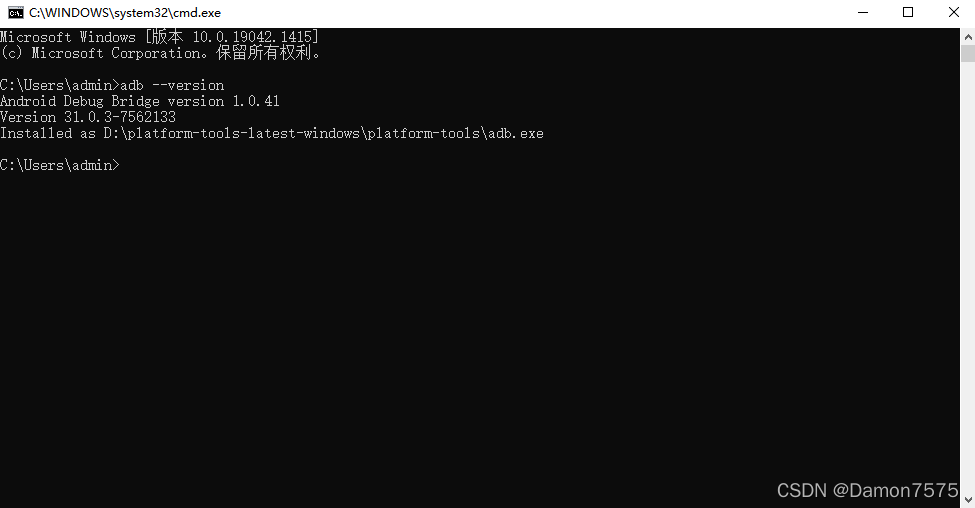 C:\WINDOWS\system32\cmd.exe
Microsoft Windows [版本 10.0.19042.1415]
(c) Microsoft Corporation。保留所有权利。
C:\Users\admin>adb --version
Android Debug Bridge version 1.0.41
Version 31.0.3-7562133
Installed as D:\platform-tools-latest-windows\platform-tools\adb.exe
C:\Users\admin>
CSDN @Damon7575